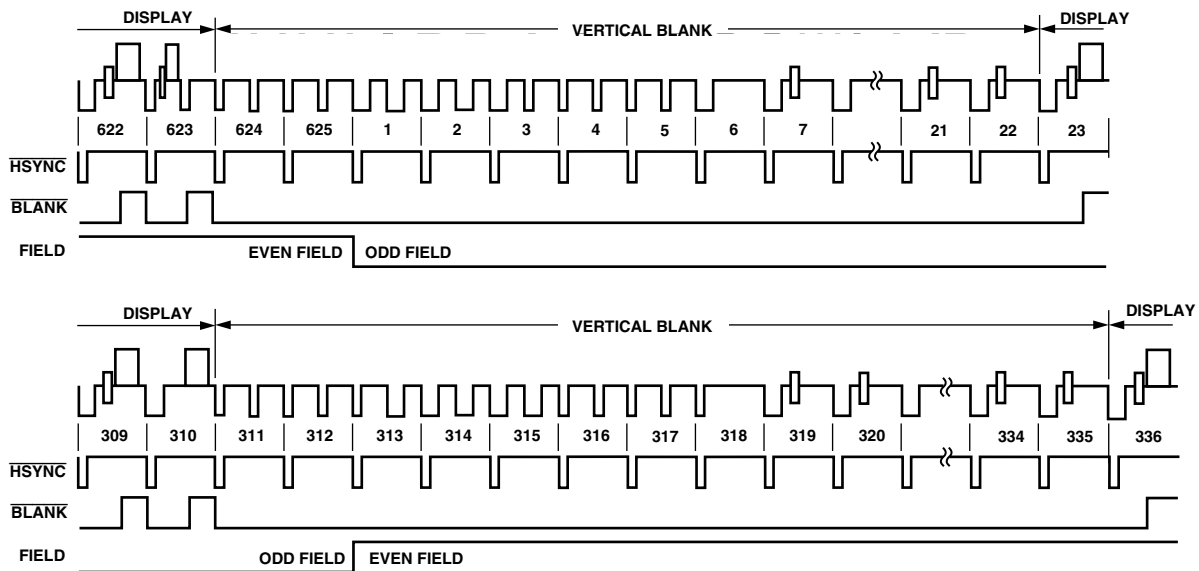 DISPLAY VERTICAL BLANK DISPLAY
622 623 624 625 1 2 3 4 5 6 7 21 22 23
HSYNC
BLANK
FIELD EVEN FIELD ODD FIELD
DISPLAY VERTICAL BLANK DISPLAY
309 310 311 312 313 314 315 316 317 318 319 320 334 335 336
HSYNC
BLANK
FIELD ODD FIELD EVEN FIELD